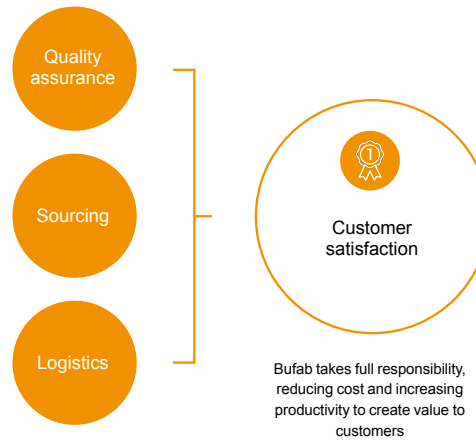 Quality
assurance
Sourcing
Logistics
1
Customer
satisfaction
Bufab takes full responsibility,
reducing cost and increasing
productivity to create value to
customers